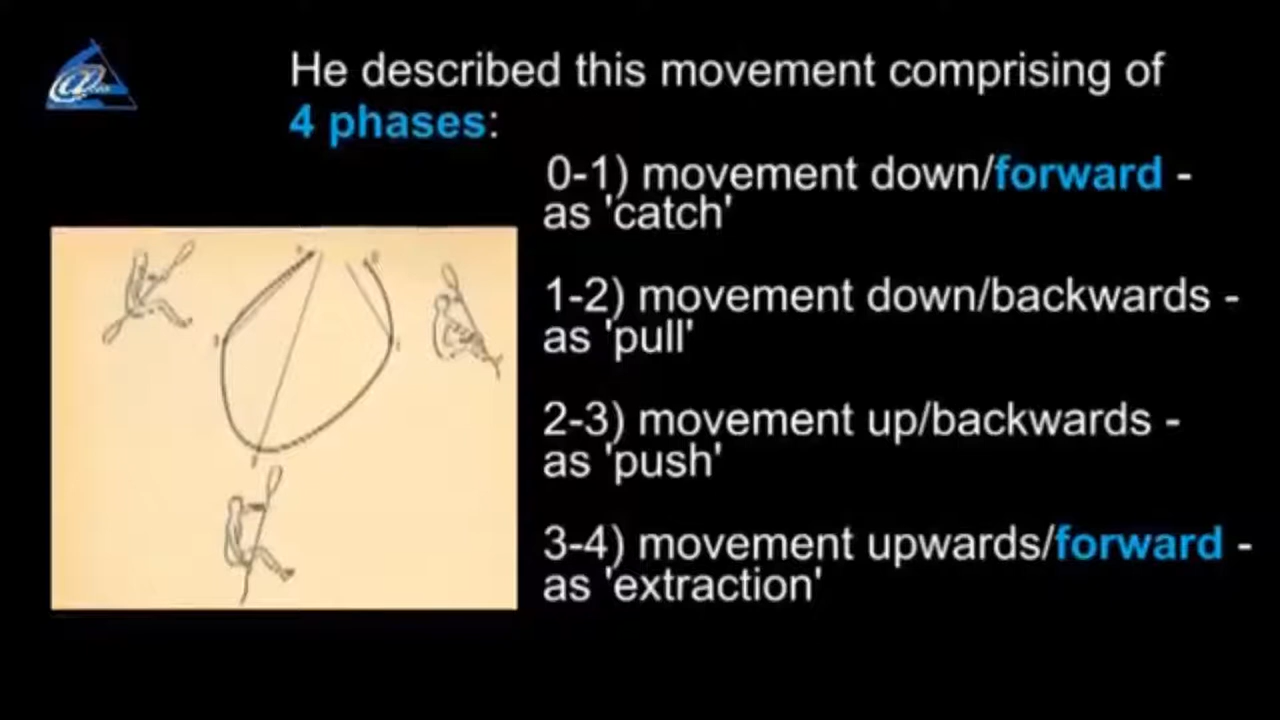 He described this movement comprising of
4 phases:
0-1) movement down/forward -
as 'catch'
1-2) movement down/backwards -
as 'pull'
2-3) movement up/backwards -
as 'push'
3-4) movement upwards/forward -
as 'extraction'